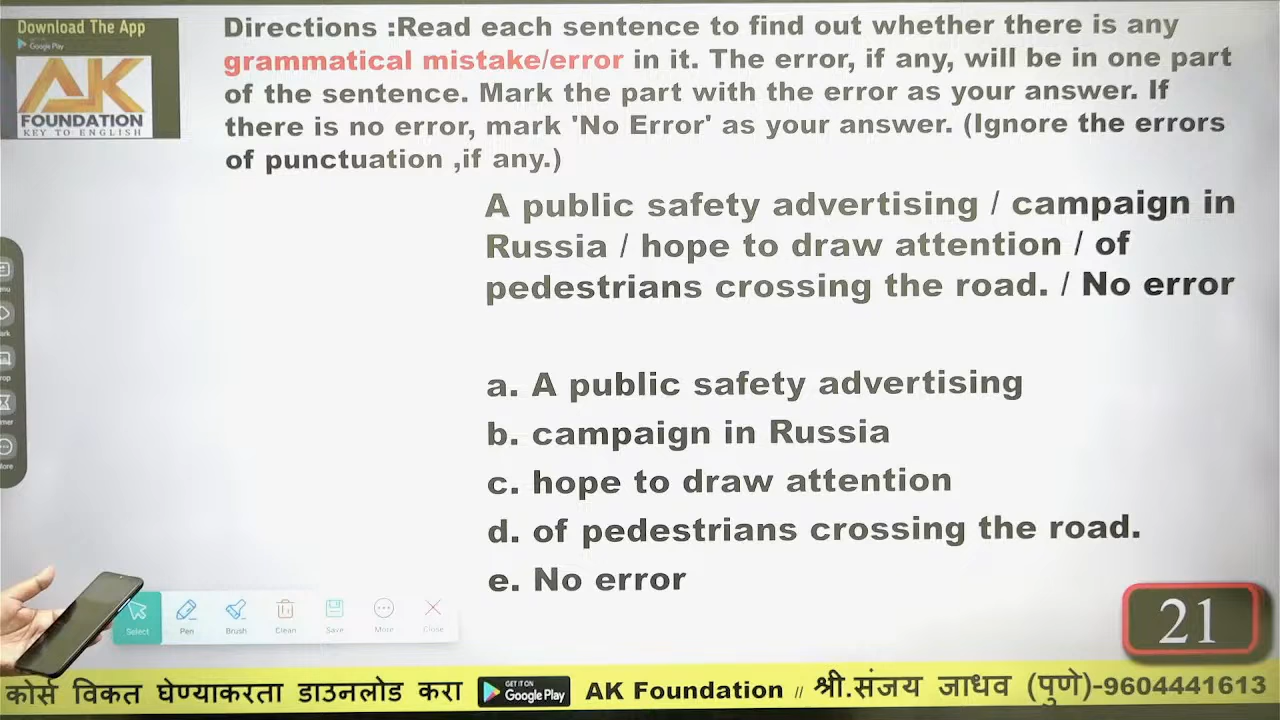 Download The App
Google Play
AK
FOUNDATION
KEY TO ENGLISH
Directions :Read each sentence to find out whether there is any
grammatical mistake/error in it. The error, if any, will be in one part
of the sentence. Mark the part with the error as your answer. If
there is no error, mark 'No Error' as your answer. (Ignore the errors
of punctuation ,if any.)
A public safety advertising / campaign in
Russia / hope to draw attention / of
pedestrians crossing the road. / No error
a. A public safety advertising
b. campaign in Russia
c. hope to draw attention
d. of pedestrians crossing the road.
e. No error
Select Pen Brush Clean Save More Close
21
कोर्स विकत घेण्याकरता डाउनलोड करा GET IT ON Google Play AK Foundation // श्री.संजय जाधव (पुणे)-9604441613